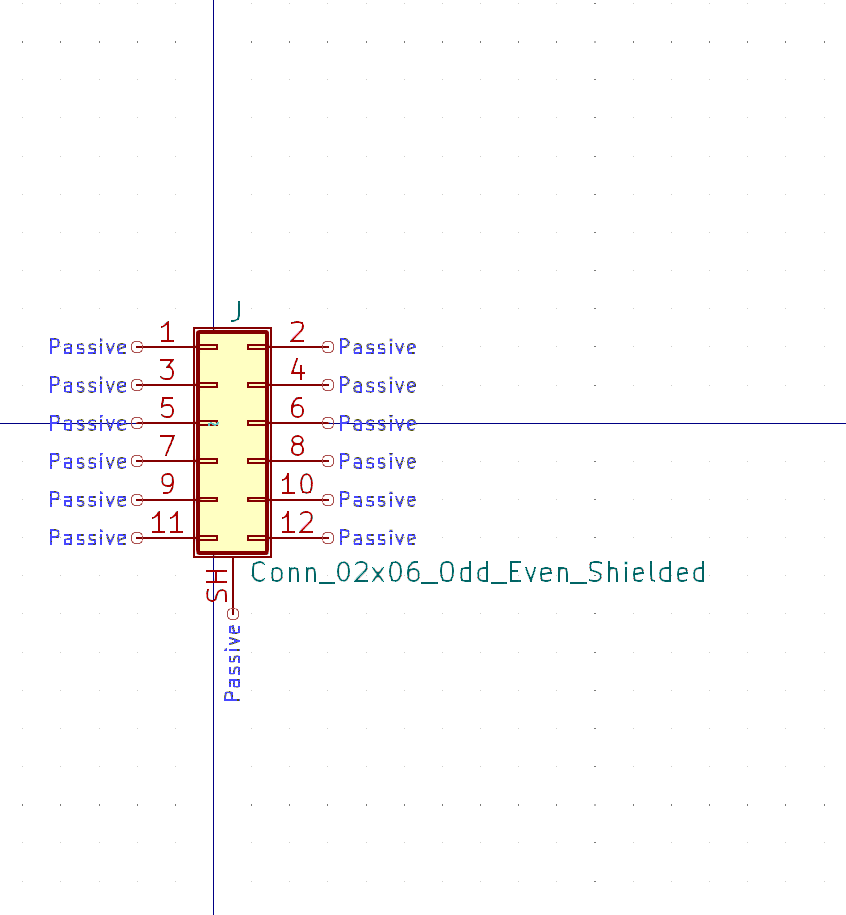 J
Passive 1 2 Passive
Passive 3 4 Passive
Passive 5 6 Passive
Passive 7 8 Passive
Passive 9 10 Passive
Passive 11 12 Passive
SH
Conn_02x06_Odd_Even_Shielded
Passive